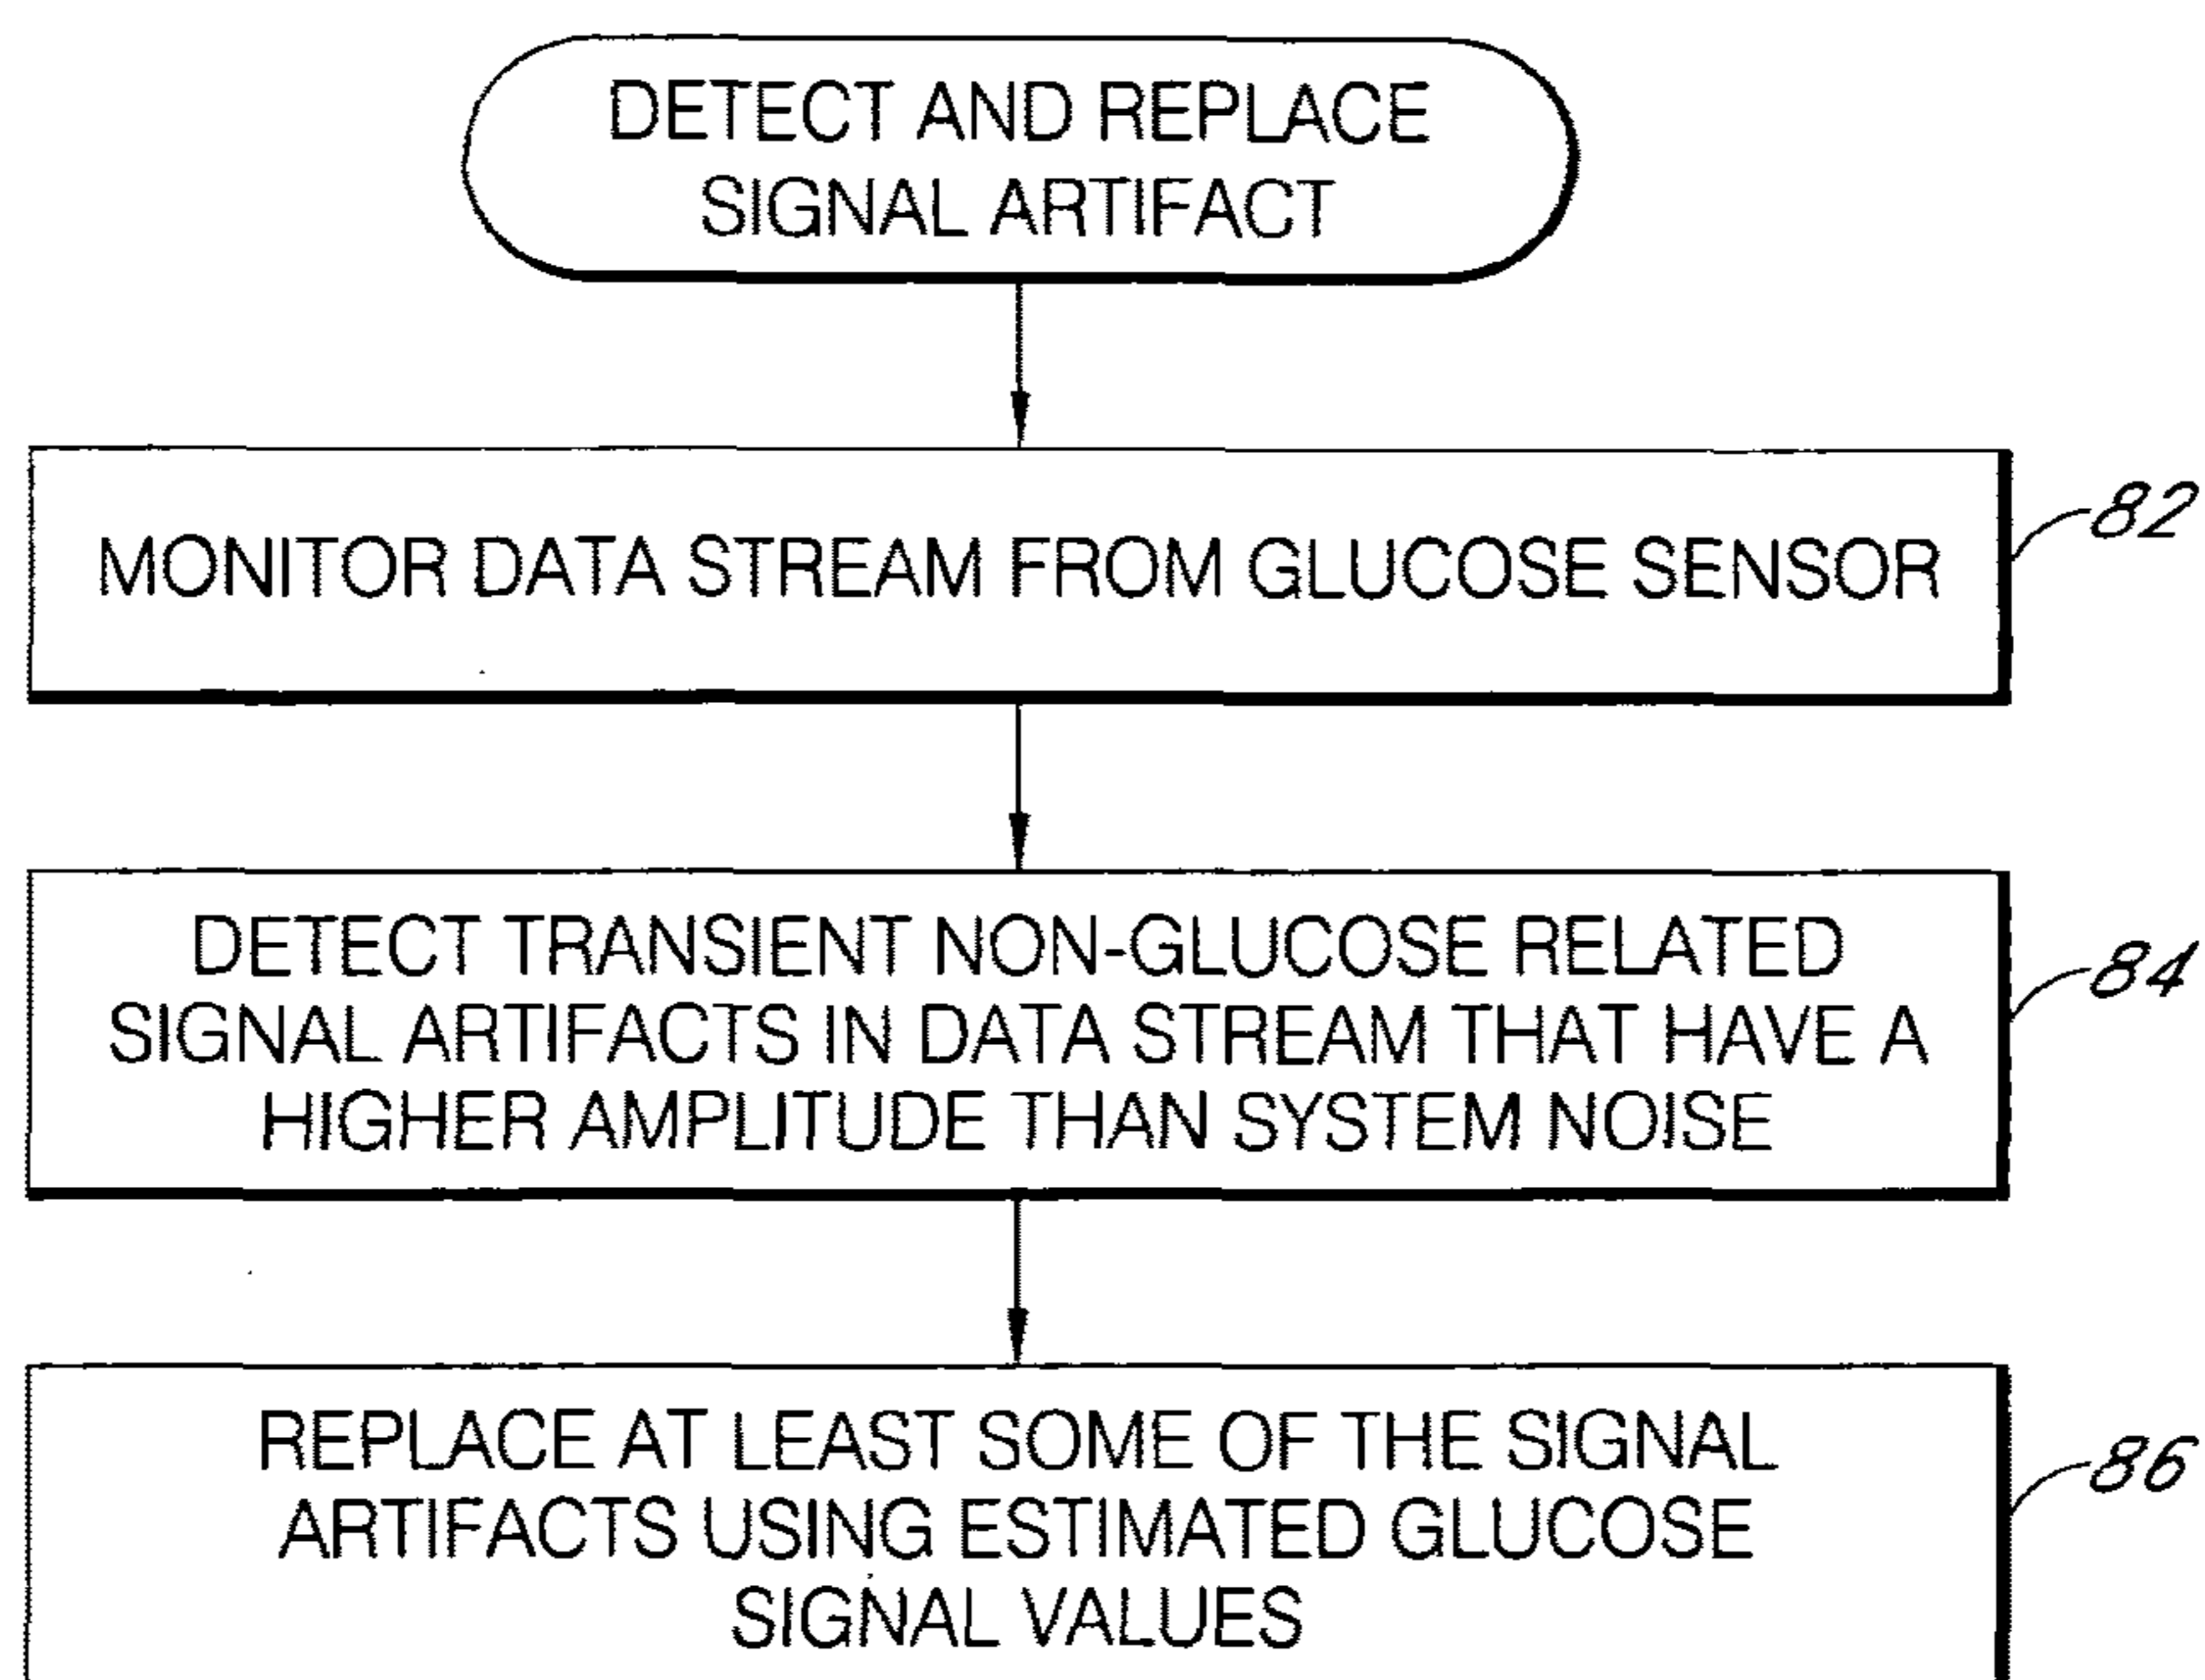 DETECT AND REPLACE
SIGNAL ARTIFACT
MONITOR DATA STREAM FROM GLUCOSE SENSOR
82
DETECT TRANSIENT NON-GLUCOSE RELATED
SIGNAL ARTIFACTS IN DATA STREAM THAT HAVE A
HIGHER AMPLITUDE THAN SYSTEM NOISE
84
REPLACE AT LEAST SOME OF THE SIGNAL
ARTIFACTS USING ESTIMATED GLUCOSE
SIGNAL VALUES
86